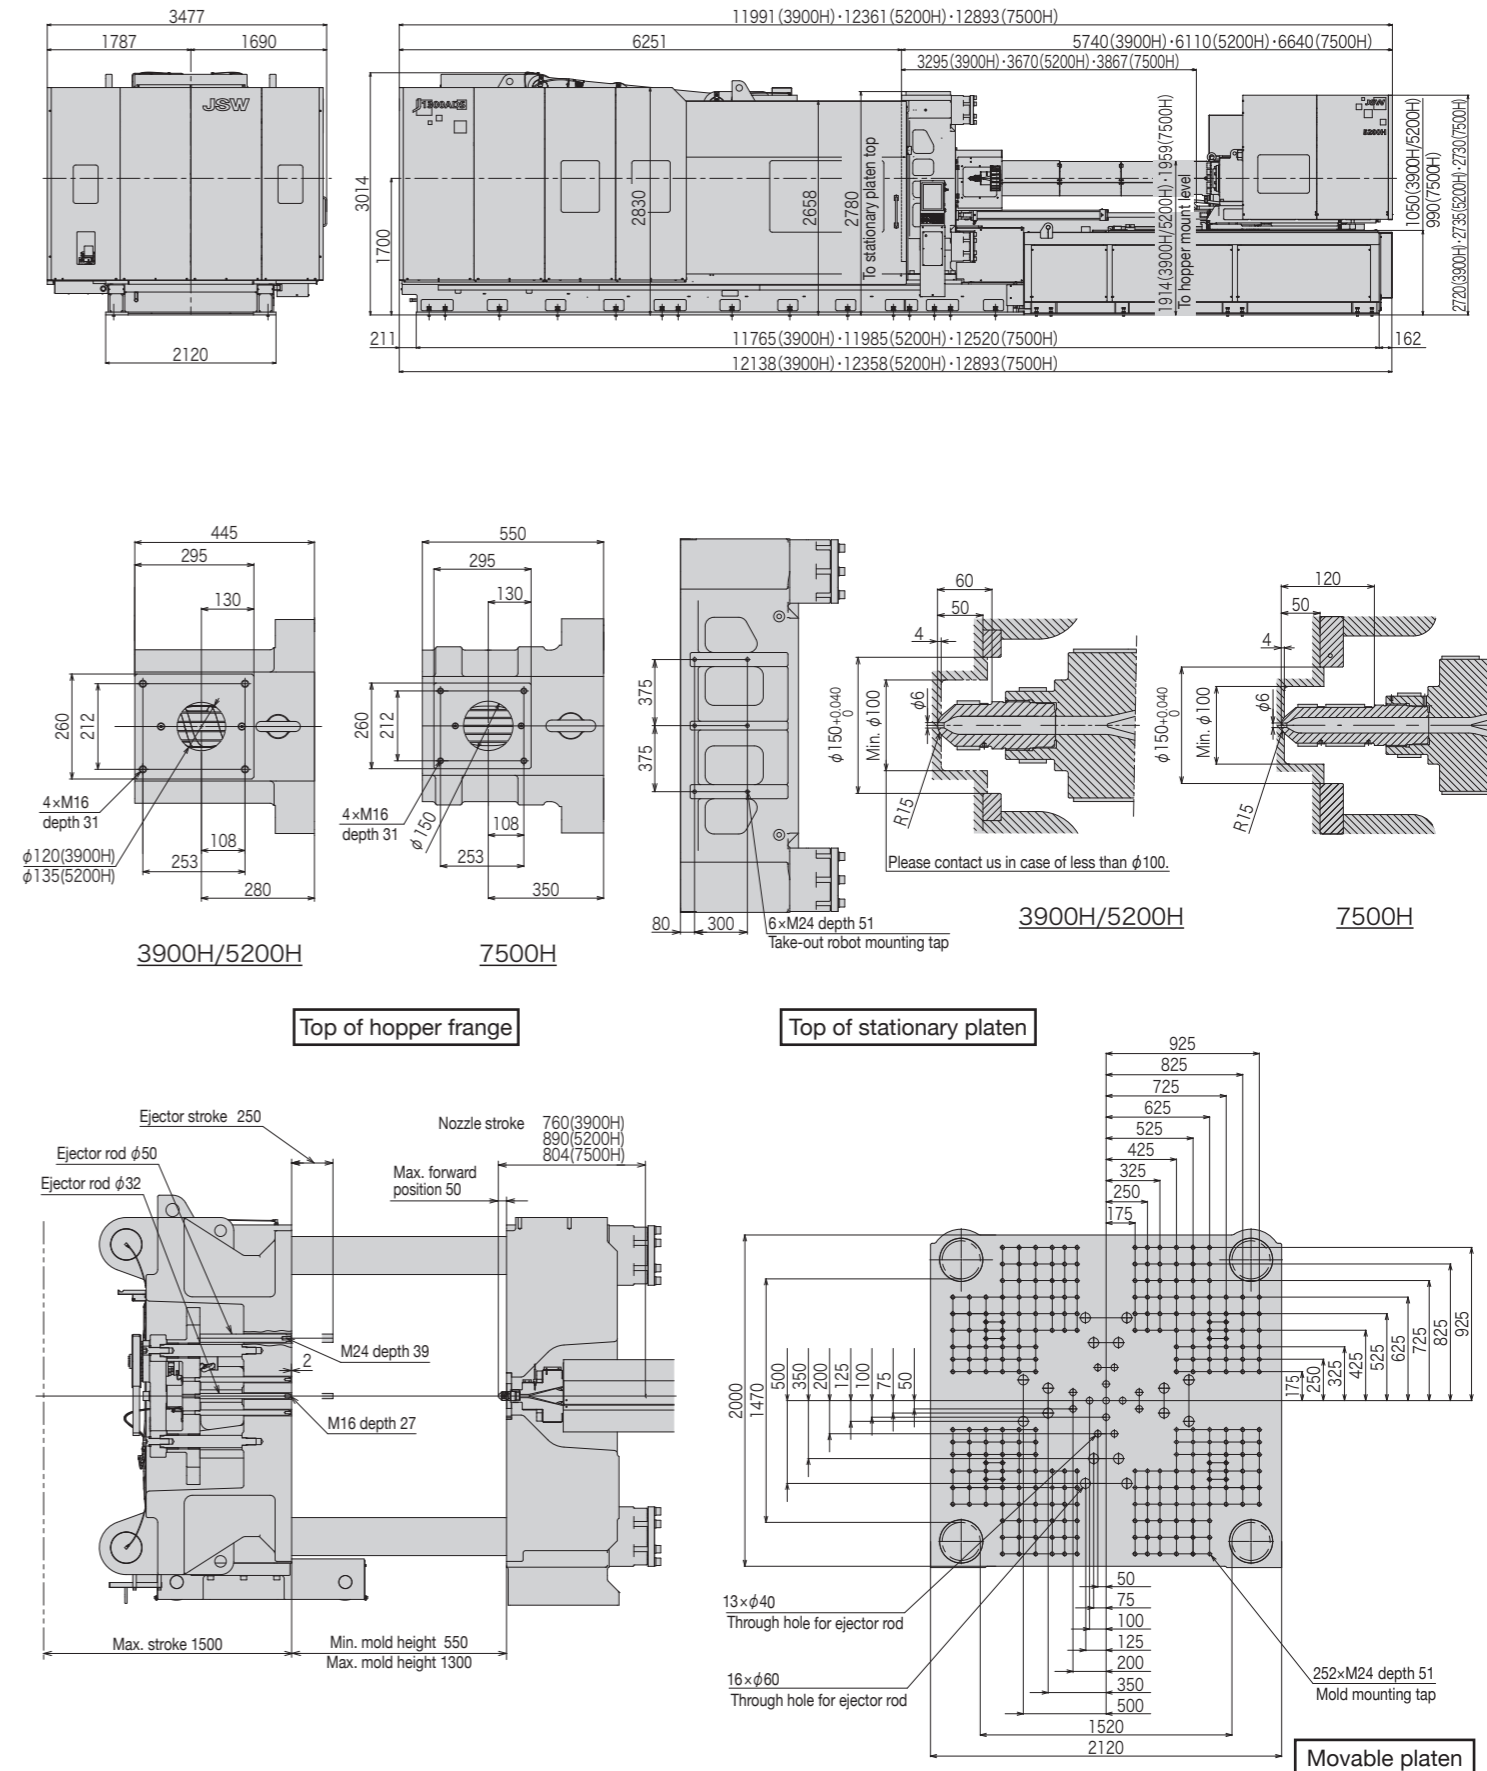 3477
1787
1690
JSW
2120
11991(3900H)・12361(5200H)・12893(7500H)
6251
5740(3900H)・6110(5200H)・6640(7500H)
3295(3900H)・3670(5200H)・3867(7500H)
JSW
5200H
3014
1700
2830
2658
2780
To stationary platen top
1914(3900H/5200H)・1959(7500H)
To hopper mount level
1050(3900H/5200H)
990(7500H)
2720(3900H)・2735(5200H)・2730(7500H)
211
11765(3900H)・11985(5200H)・12520(7500H)
162
12138(3900H)・12358(5200H)・12893(7500H)
445
295
130
260
212
4×M16
depth 31
φ120(3900H)
φ135(5200H)
108
253
280
3900H/5200H
550
295
130
260
212
4×M16
depth 31
φ150
108
253
350
7500H
Top of hopper frange
375
375
80
300
6×M24 depth 51
Take-out robot mounting tap
Top of stationary platen
60
50
4
φ6
Min. φ100
φ150+0.040
0
R15
Please contact us in case of less than φ100.
3900H/5200H
120
50
4
φ6
Min. φ100
φ150+0.040
0
R15
7500H
Ejector stroke 250
Ejector rod φ50
Ejector rod φ32
Nozzle stroke 760(3900H)
890(5200H)
804(7500H)
Max. forward
position 50
M24 depth 39
2
M16 depth 27
Max. stroke 1500
Min. mold height 550
Max. mold height 1300
925
825
725
625
525
425
325
250
175
2000
1470
500
350
200
125
100
75
50
175
250
325
425
525
625
725
825
925
50
75
100
125
200
350
500
1520
2120
13×φ40
Through hole for ejector rod
16×φ60
Through hole for ejector rod
252×M24 depth 51
Mold mounting tap
Movable platen